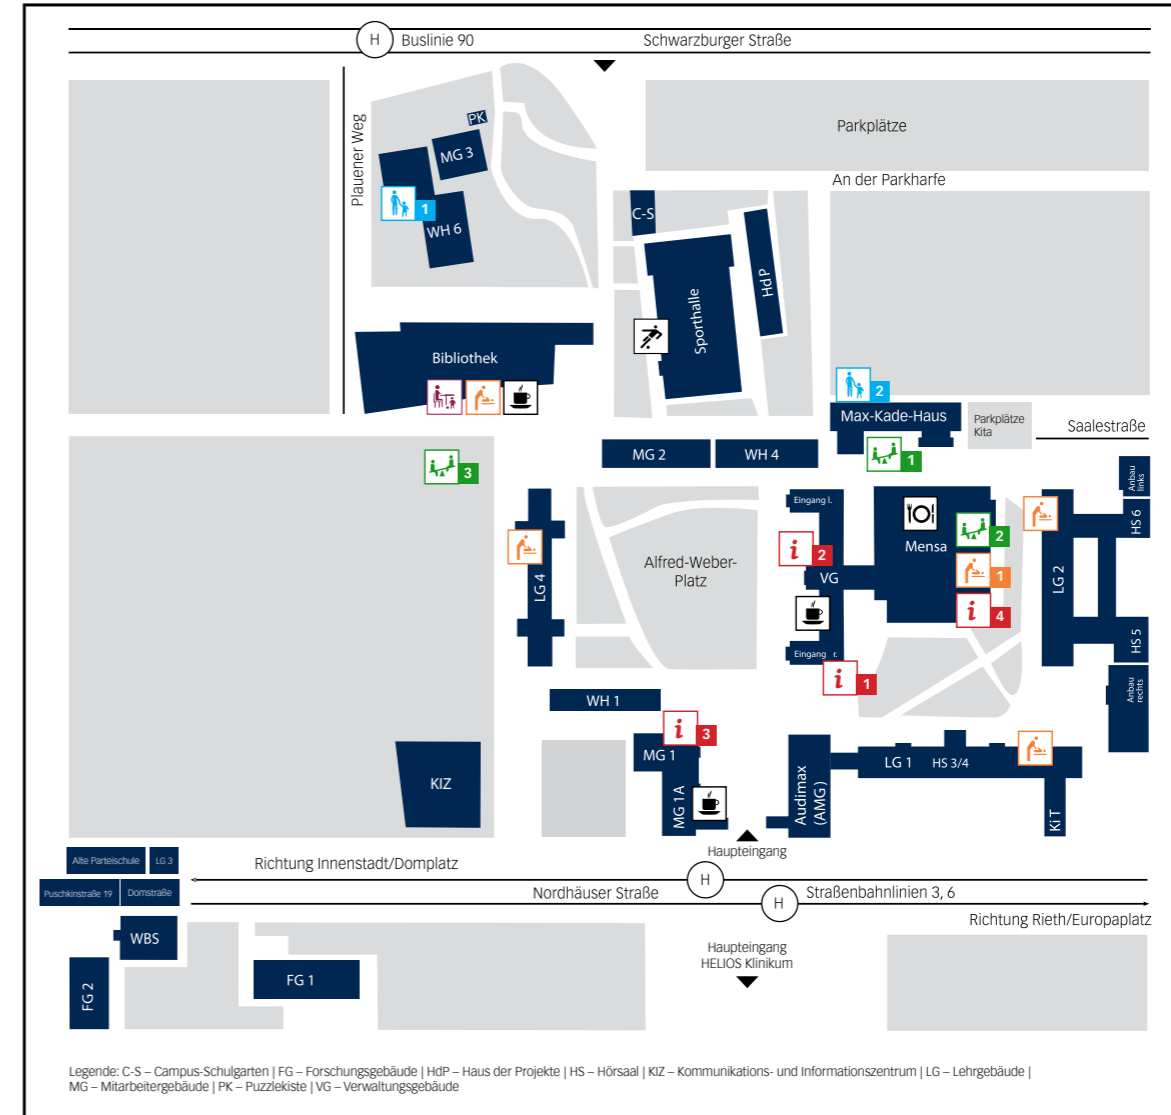 H Buslinie 90 Schwarzburger Straße
Plauener Weg
PK
MG 3
1
WH 6
Parkplätze
An der Parkharfe
C-S
HdP
Sporthalle
Bibliothek
2
Max-Kade-Haus
Parkplätze
Kita
Saalestraße
MG 2
WH 4
1
3
Anbau
links
Eingang l.
HS 6
Mensa
2
i 2
VG
1
LG 4
Alfred-Weber-
Platz
LG 2
i 4
HS 5
Eingang r.
i 1
Anbau
rechts
WH 1
i 3
MG 1
MG 1A
KIZ
Audimax
(AMG)
LG 1
HS 3/4
KiT
Haupteingang
Alte Parteischule
LG 3
Richtung Innenstadt/Domplatz
H
Puschkinstraße 19
Domstraße
Nordhäuser Straße
H
Straßenbahnlinien 3, 6
Richtung Rieth/Europaplatz
WBS
Haupteingang
HELIOS Klinikum
FG 2
FG 1
Legende: C-S – Campus-Schulgarten | FG – Forschungsgebäude | HdP – Haus der Projekte | HS – Hörsaal | KIZ – Kommunikations- und Informationszentrum | LG – Lehrgebäude |
MG – Mitarbeitergebäude | PK – Puzzlekiste | VG – Verwaltungsgebäude